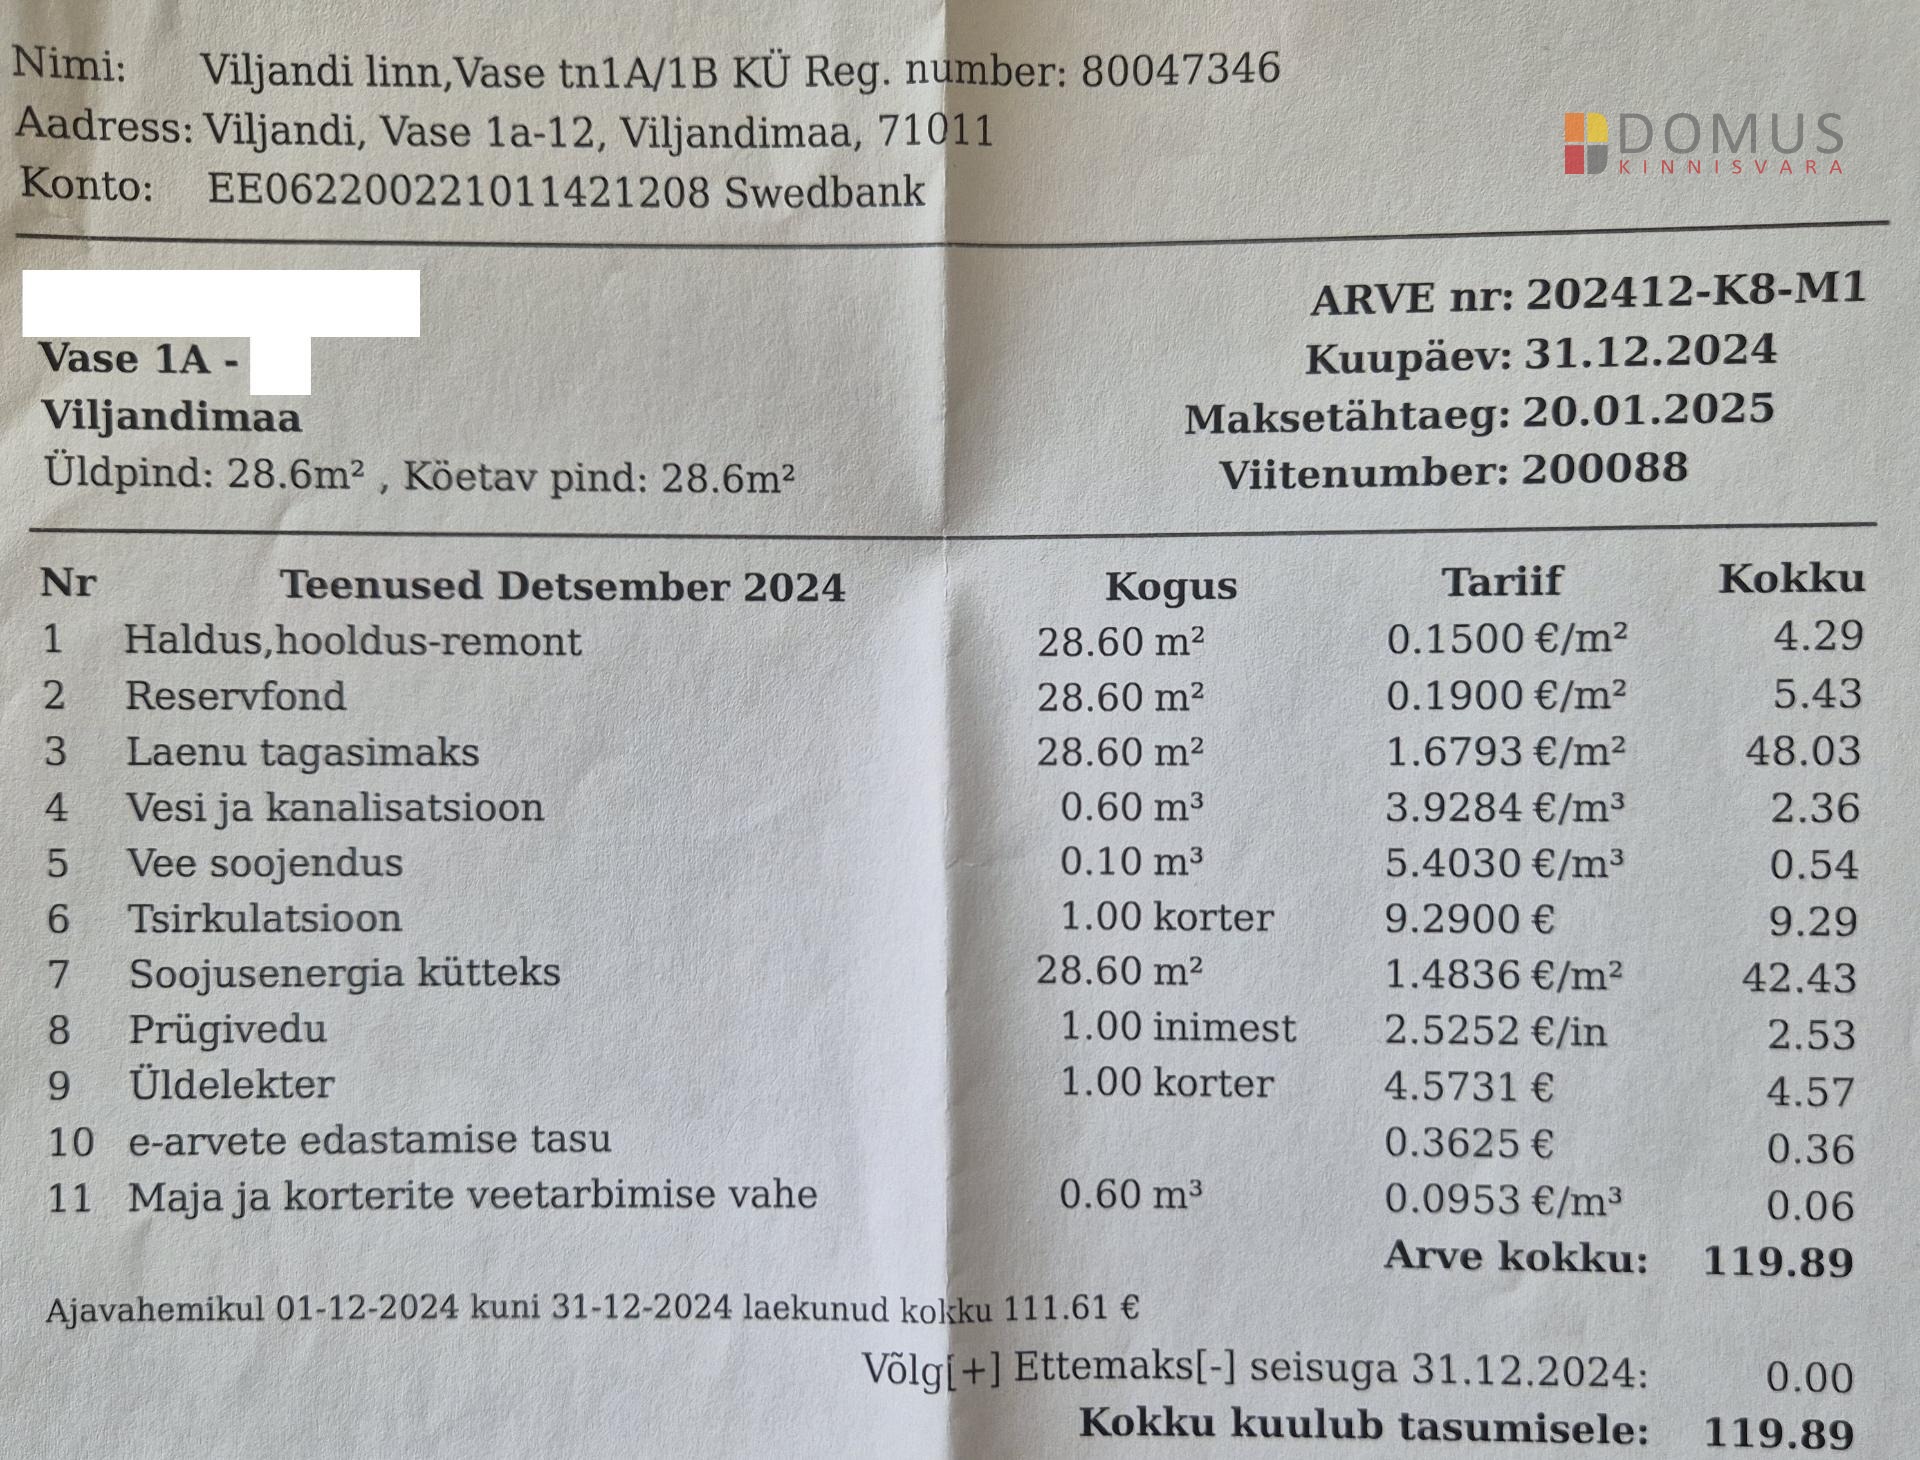 Nimi: Viljandi linn,Vase tn1A/1B KÜ Reg. number: 80047346
Aadress: Viljandi, Vase 1a-12, Viljandimaa, 71011
Konto: EE062200221011421208 Swedbank
DOMUS
KINNISVARA
ARVE nr: 202412-K8-M1
Vase 1A -
Kuupäev: 31.12.2024
Viljandimaa
Maksetähtaeg: 20.01.2025
Üldpind: 28.6m² , Köetav pind: 28.6m²
Viitenumber: 200088
Nr Teenused Detsember 2024 Kogus Tariif Kokku
1 Haldus,hooldus-remont 28.60 m² 0.1500 €/m² 4.29
2 Reservfond 28.60 m² 0.1900 €/m² 5.43
3 Laenu tagasimaks 28.60 m² 1.6793 €/m² 48.03
4 Vesi ja kanalisatsioon 0.60 m³ 3.9284 €/m³ 2.36
5 Vee soojendus 0.10 m³ 5.4030 €/m³ 0.54
6 Tsirkulatsioon 1.00 korter 9.2900 € 9.29
7 Soojusenergia kütteks 28.60 m² 1.4836 €/m² 42.43
8 Prügivedu 1.00 inimest 2.5252 €/in 2.53
9 Üldelekter 1.00 korter 4.5731 € 4.57
10 e-arvete edastamise tasu 0.3625 € 0.36
11 Maja ja korterite veetarbimise vahe 0.60 m³ 0.0953 €/m³ 0.06
Arve kokku: 119.89
Ajavahemikul 01-12-2024 kuni 31-12-2024 laekunud kokku 111.61 €
Võlg[+] Ettemaks[-] seisuga 31.12.2024: 0.00
Kokku kuulub tasumisele: 119.89